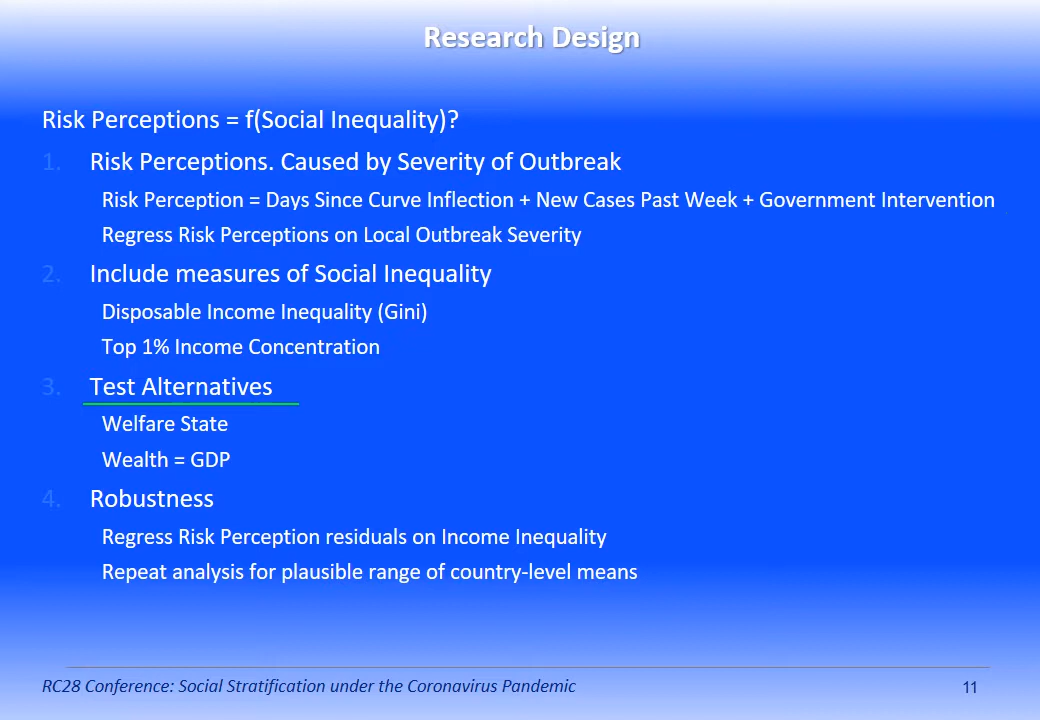 Research Design
Risk Perceptions = f(Social Inequality)?
1. Risk Perceptions. Caused by Severity of Outbreak
Risk Perception = Days Since Curve Inflection + New Cases Past Week + Government Intervention
Regress Risk Perceptions on Local Outbreak Severity
2. Include measures of Social Inequality
Disposable Income Inequality (Gini)
Top 1% Income Concentration
3. Test Alternatives
Welfare State
Wealth = GDP
4. Robustness
Regress Risk Perception residuals on Income Inequality
Repeat analysis for plausible range of country-level means
RC28 Conference: Social Stratification under the Coronavirus Pandemic
11